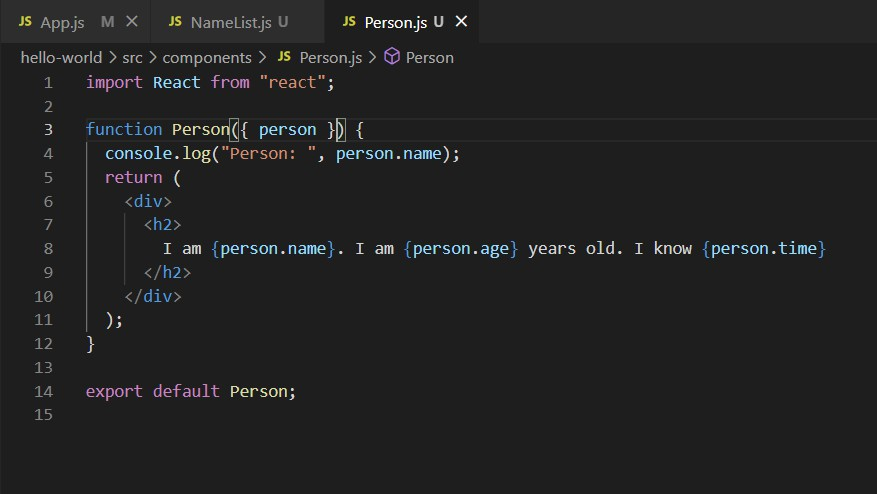 JS App.js M ×
JS NameList.js U
JS Person.js U ×
hello-world > src > components > JS Person.js > Person
1 import React from "react";
2
3 function Person({ person }) {
4   console.log("Person: ", person.name);
5   return (
6     <div>
7       <h2>
8         I am {person.name}. I am {person.age} years old. I know {person.time}
9       </h2>
10     </div>
11   );
12 }
13
14 export default Person;
15